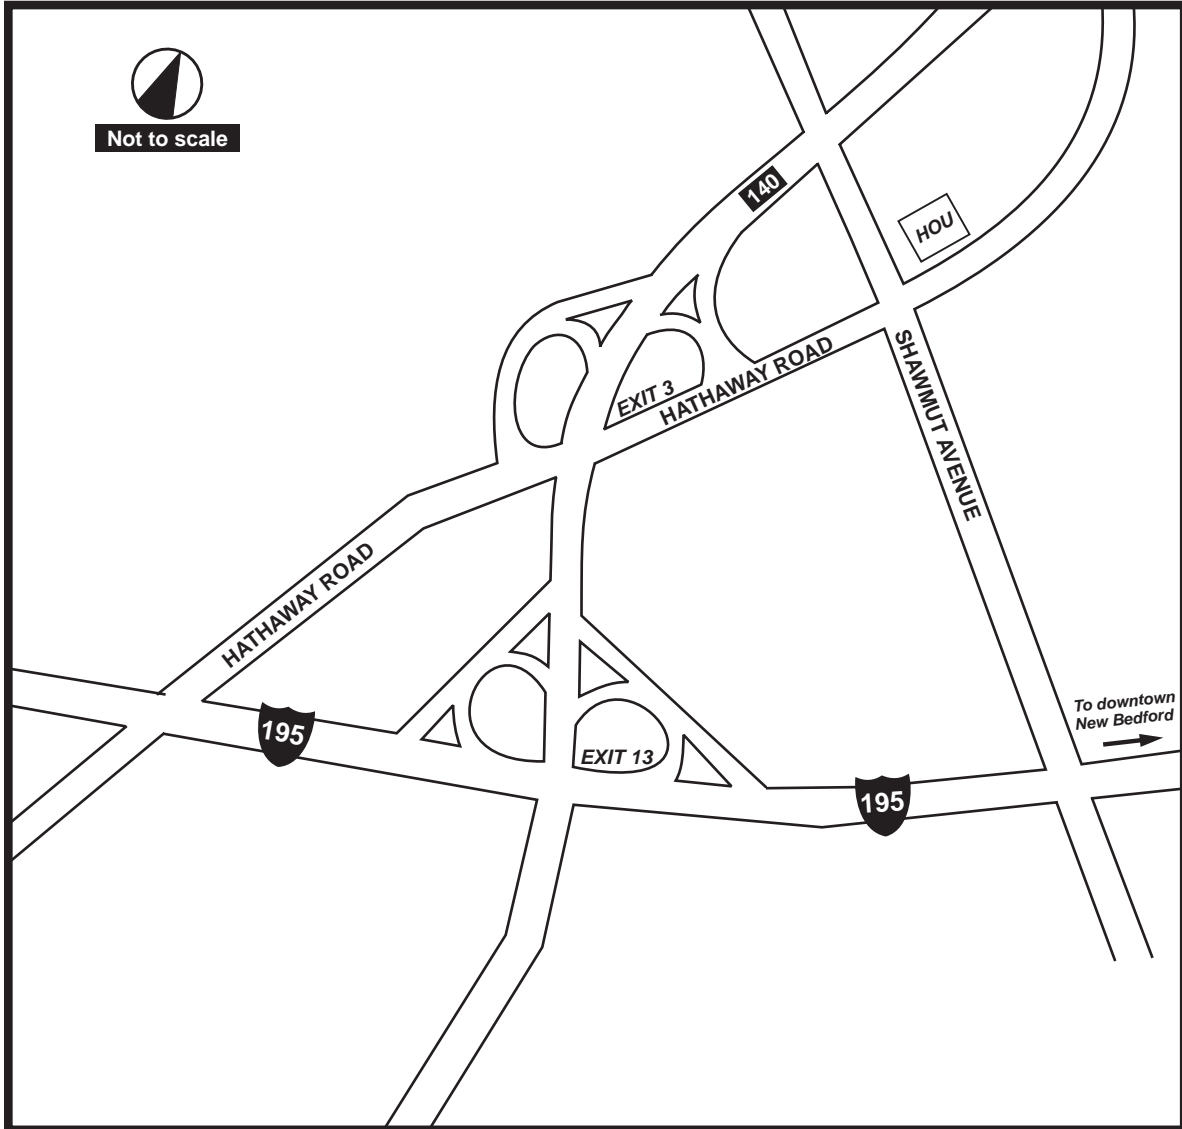 Not to scale
140
HOU
EXIT 3
HATHAWAY ROAD
SHAWMUT AVENUE
HATHAWAY ROAD
195
To downtown
New Bedford
EXIT 13
195